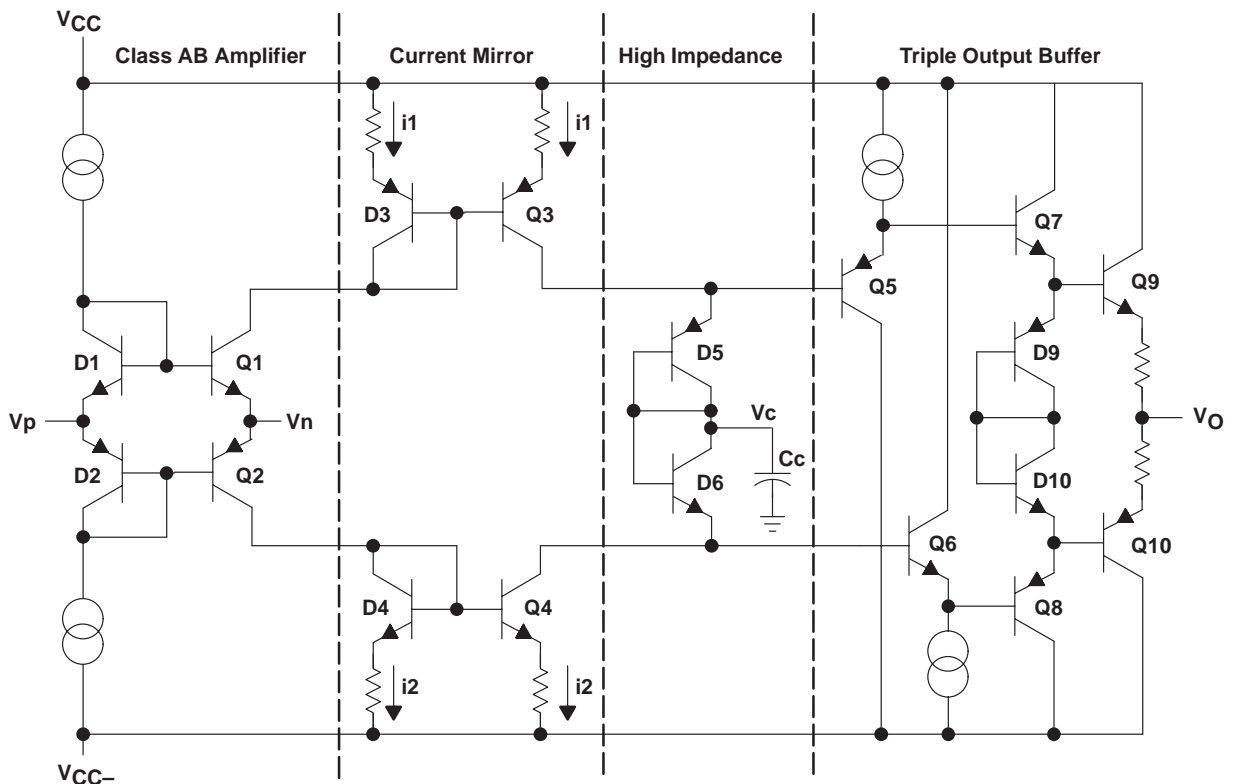 VCC
Class AB Amplifier
Current Mirror
High Impedance
Triple Output Buffer
i1
i1
D3
Q3
Q7
Q5
Q9
D1
Q1
D5
D9
Vp
Vn
Vc
VO
Cc
D2
Q2
D6
D10
Q6
Q10
D4
Q4
Q8
i2
i2
VCC–